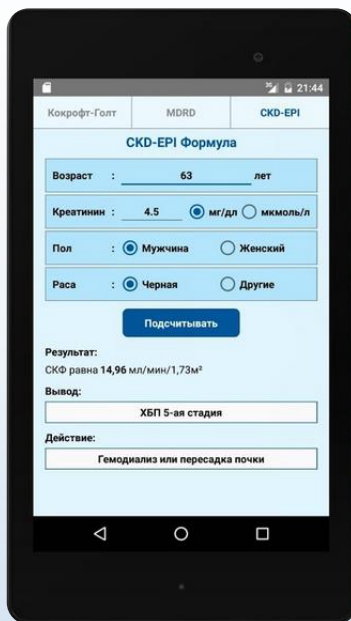 21:44
Кокрофт-Голт MDRD CKD-EPI
CKD-EPI Формула
Возраст : 63 лет
Креатинин : 4.5 мг/дл мкмоль/л
Пол : Мужчина Женский
Раса : Черная Другие
Подсчитывать
Результат:
СКФ равна 14,96 мл/мин/1,73м²
Вывод:
ХБП 5-ая стадия
Действие:
Гемодиализ или пересадка почки